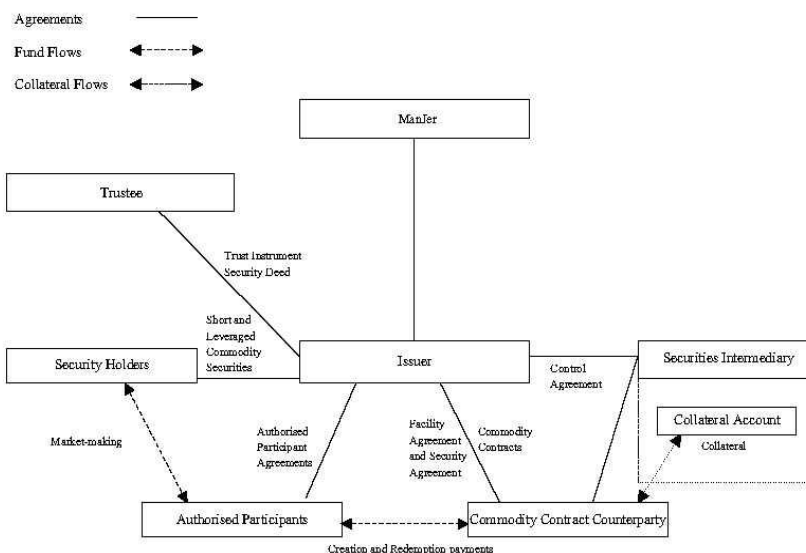 Agreements
Fund Flows
Collateral Flows
ManJer
Trustee
Trust Instrument
Security Deed
Short and
Leveraged
Commodity
Securities
Security Holders
Issuer
Securities Intermediary
Control
Agreement
Collateral Account
Collateral
Market-making
Authorised
Participant
Agreements
Facility
Agreement
and Security
Agreement
Commodity
Contracts
Authorised Participants
Commodity Contract Counterparty
Creation and Redemption payments